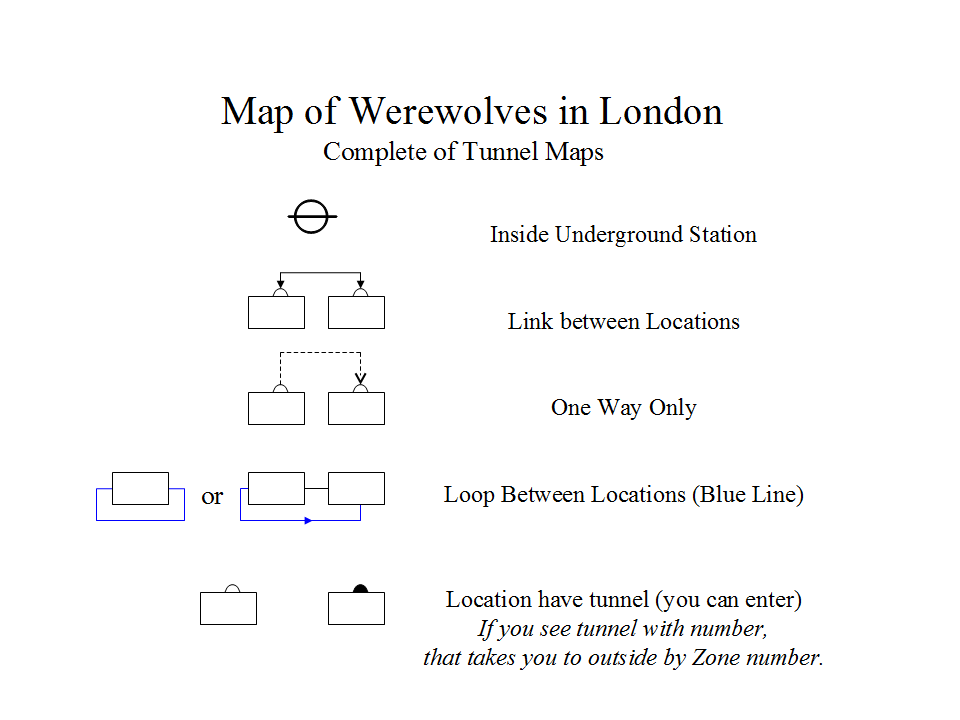 Map of Werewolves in London
Complete of Tunnel Maps
Inside Underground Station
Link between Locations
One Way Only
or
Loop Between Locations (Blue Line)
Location have tunnel (you can enter)
If you see tunnel with number,
that takes you to outside by Zone number.